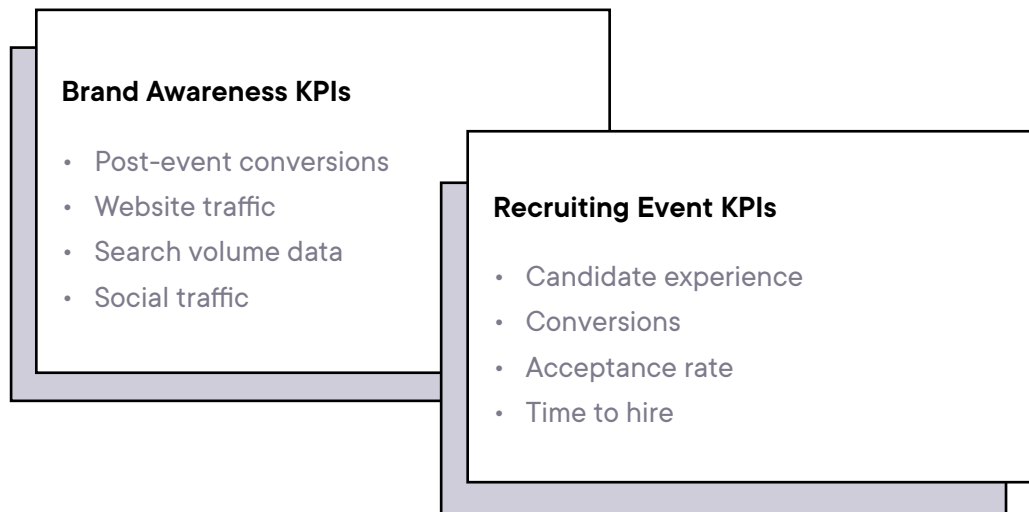 Brand Awareness KPIs
• Post-event conversions
• Website traffic
• Search volume data
• Social traffic
Recruiting Event KPIs
• Candidate experience
• Conversions
• Acceptance rate
• Time to hire